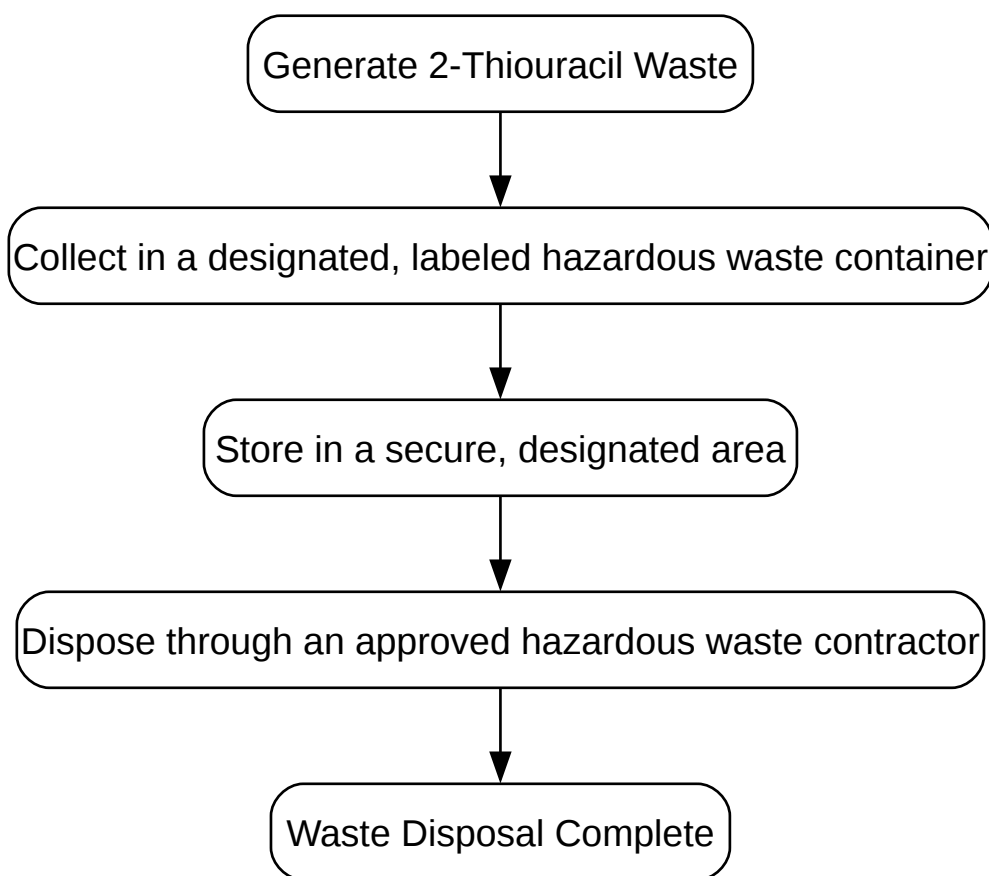 Generate 2-Thiouracil Waste
Collect in a designated, labeled hazardous waste container
Store in a secure, designated area
Dispose through an approved hazardous waste contractor
Waste Disposal Complete